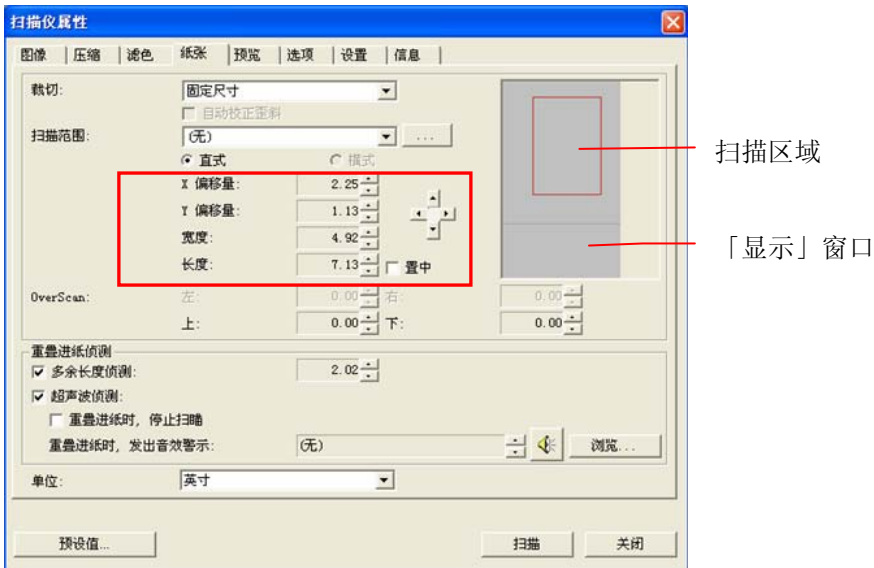 扫描仪属性
图像 压缩 滤色 纸张 预览 选项 设置 信息
裁切: 固定尺寸
自动校正歪斜
扫描范围: (无) ...
直式 横式
X 偏移量: 2.25
Y 偏移量: 1.13
宽度: 4.92
长度: 7.13 置中
OverScan: 左: 0.00 右: 0.00
上: 0.00 下: 0.00
重叠进纸侦测
多余长度侦测: 2.02
超声波侦测:
重叠进纸时, 停止扫瞄
重叠进纸时, 发出音效警示: (无) 浏览...
单位: 英寸
预设值... 扫描 关闭
扫描区域
「显示」窗口